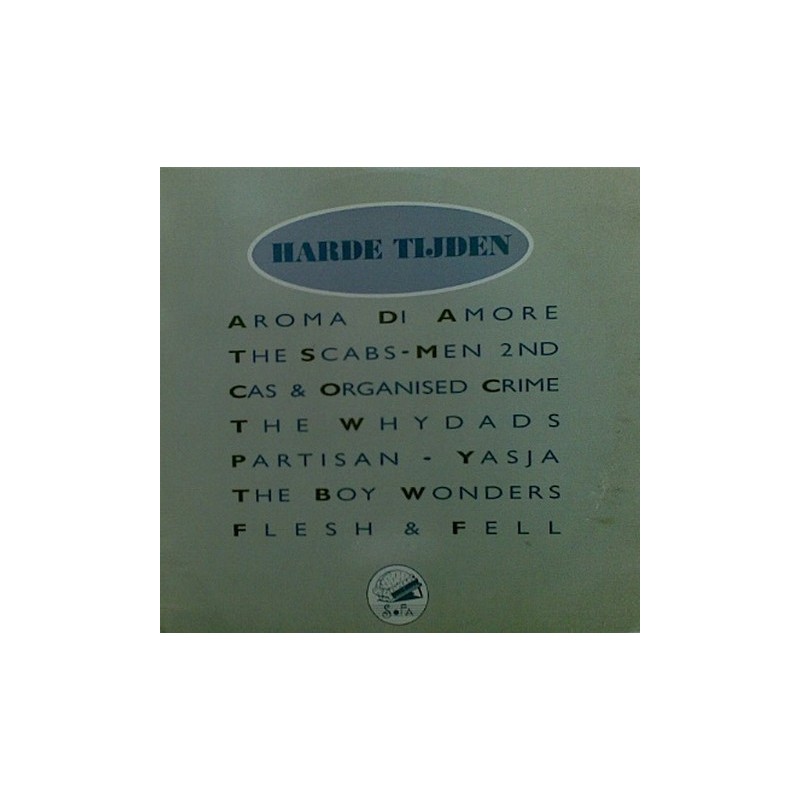 HARDE TIJDEN
AROMA DI AMORE
THE SCABS-MEN 2ND
CAS & ORGANISED CRIME
THE WHYDADS
PARTISAN - YASJA
THE BOY WONDERS
FLESH & FELL
SOFA